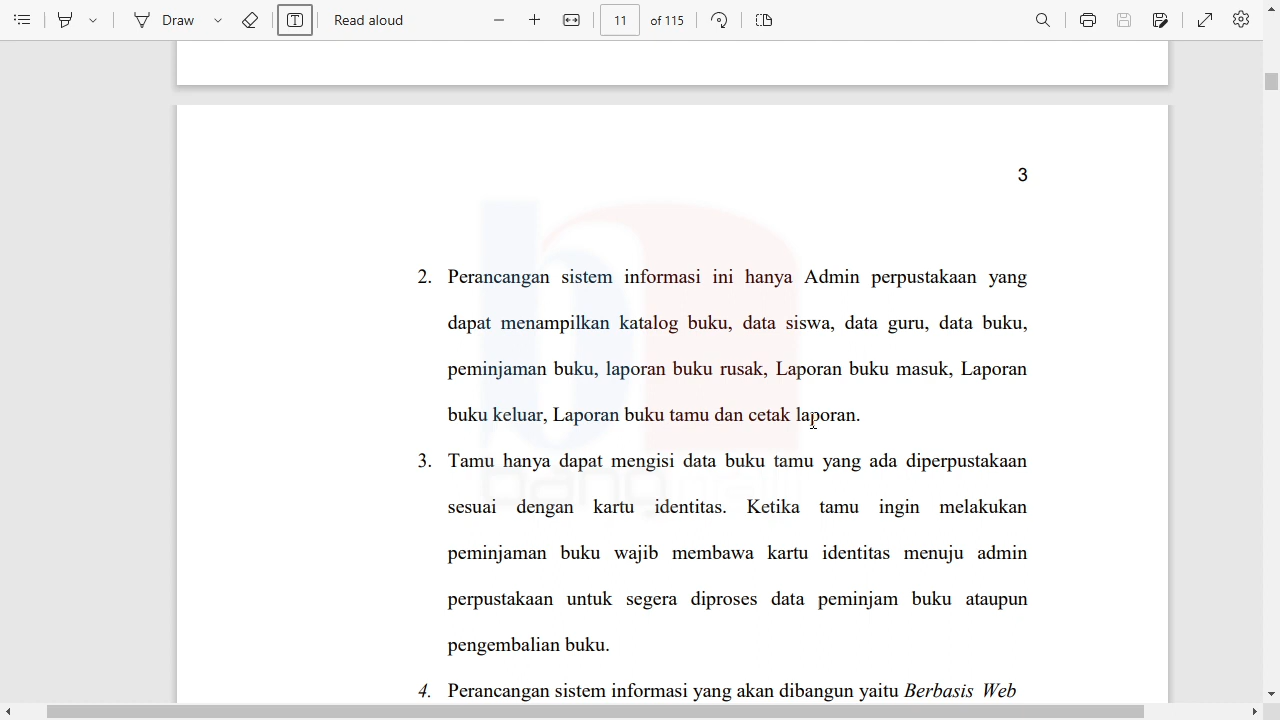 Draw
Read aloud
11 of 115
3
2. Perancangan sistem informasi ini hanya Admin perpustakaan yang
dapat menampilkan katalog buku, data siswa, data guru, data buku,
peminjaman buku, laporan buku rusak, Laporan buku masuk, Laporan
buku keluar, Laporan buku tamu dan cetak laporan.
3. Tamu hanya dapat mengisi data buku tamu yang ada diperpustakaan
sesuai dengan kartu identitas. Ketika tamu ingin melakukan
peminjaman buku wajib membawa kartu identitas menuju admin
perpustakaan untuk segera diproses data peminjam buku ataupun
pengembalian buku.
4. Perancangan sistem informasi yang akan dibangun yaitu Berbasis Web